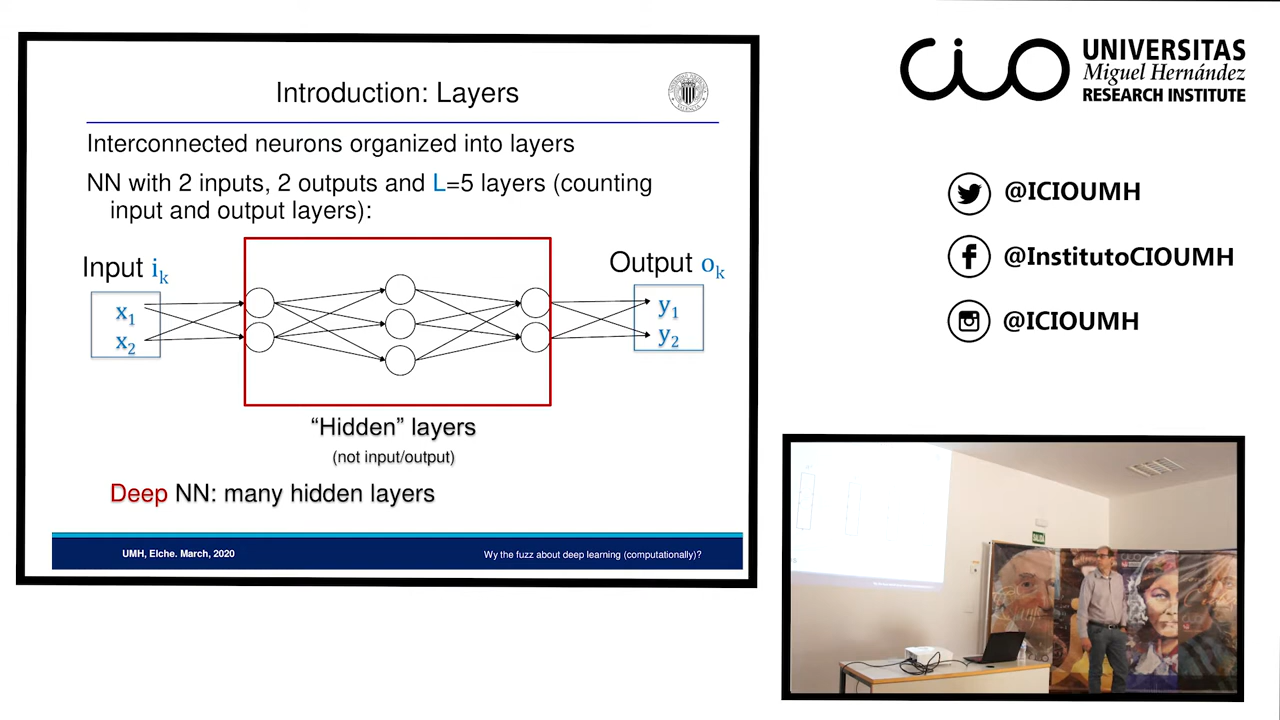 Introduction: Layers
Interconnected neurons organized into layers
NN with 2 inputs, 2 outputs and L=5 layers (counting
input and output layers):
Input iₖ
Output oₖ
x₁
x₂
y₁
y₂
“Hidden” layers
(not input/output)
Deep NN: many hidden layers
UMH, Elche. March, 2020
Wy the fuzz about deep learning (computationally)?
cio
UNIVERSITAS
Miguel Hernández
RESEARCH INSTITUTE
@ICIOUMH
@InstitutoCIOUMH
@ICIOUMH
SALIDA